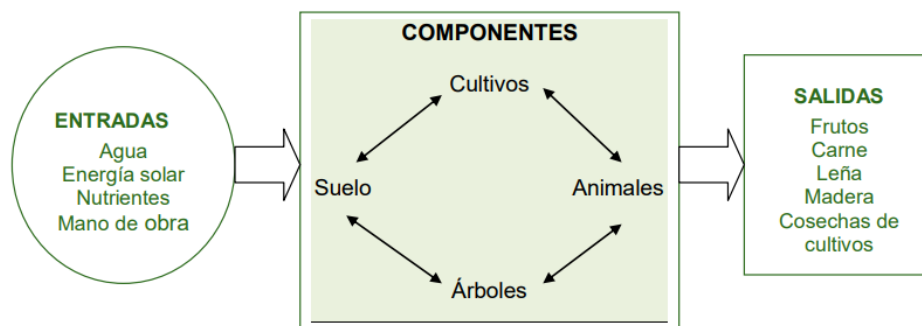 ENTRADAS
Agua
Energía solar
Nutrientes
Mano de obra
COMPONENTES
Cultivos
Suelo
Animales
Árboles
SALIDAS
Frutos
Carne
Leña
Madera
Cosechas de
cultivos